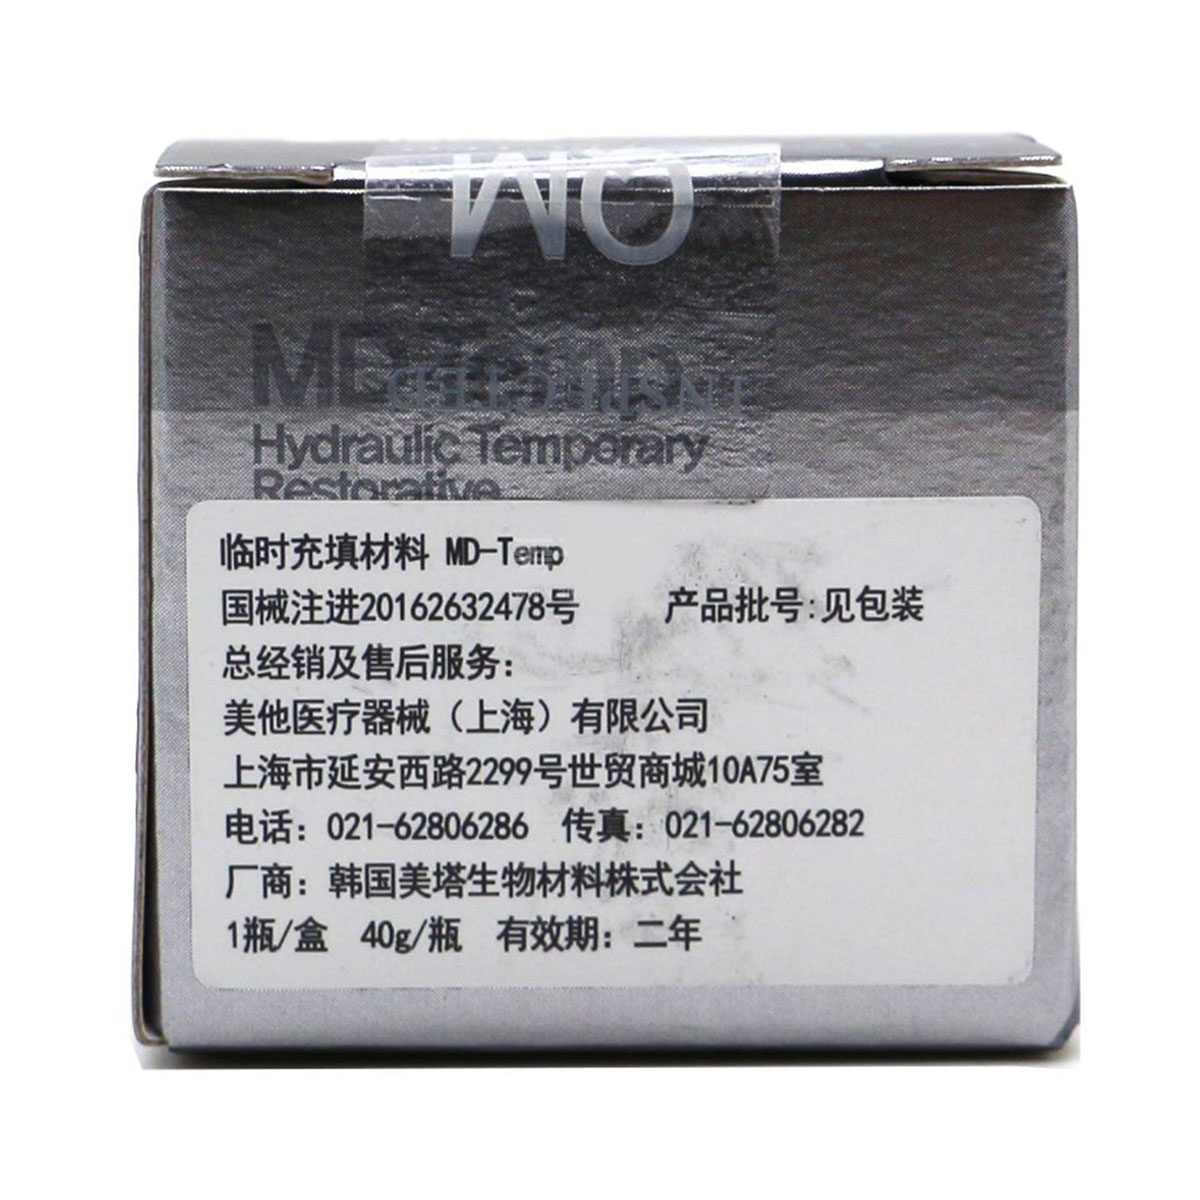 OM
MD-Temp
INSPECTED
Hydraulic Temporary
Restorative
临时充填材料 MD-Temp
国械注进20162632478号 产品批号:见包装
总经销及售后服务:
美他医疗器械（上海）有限公司
上海市延安西路2299号世贸商城10A75室
电话: 021-62806286 传真: 021-62806282
厂商: 韩国美塔生物材料株式会社
1瓶/盒 40g/瓶 有效期: 二年